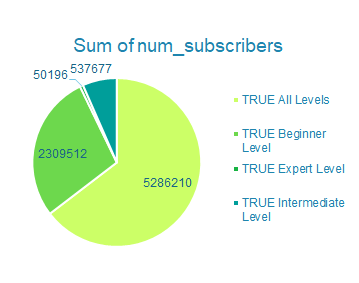 Sum of num_subscribers
50196
537677
2309512
5286210
TRUE All Levels
TRUE Beginner
Level
TRUE Expert Level
TRUE Intermediate
Level